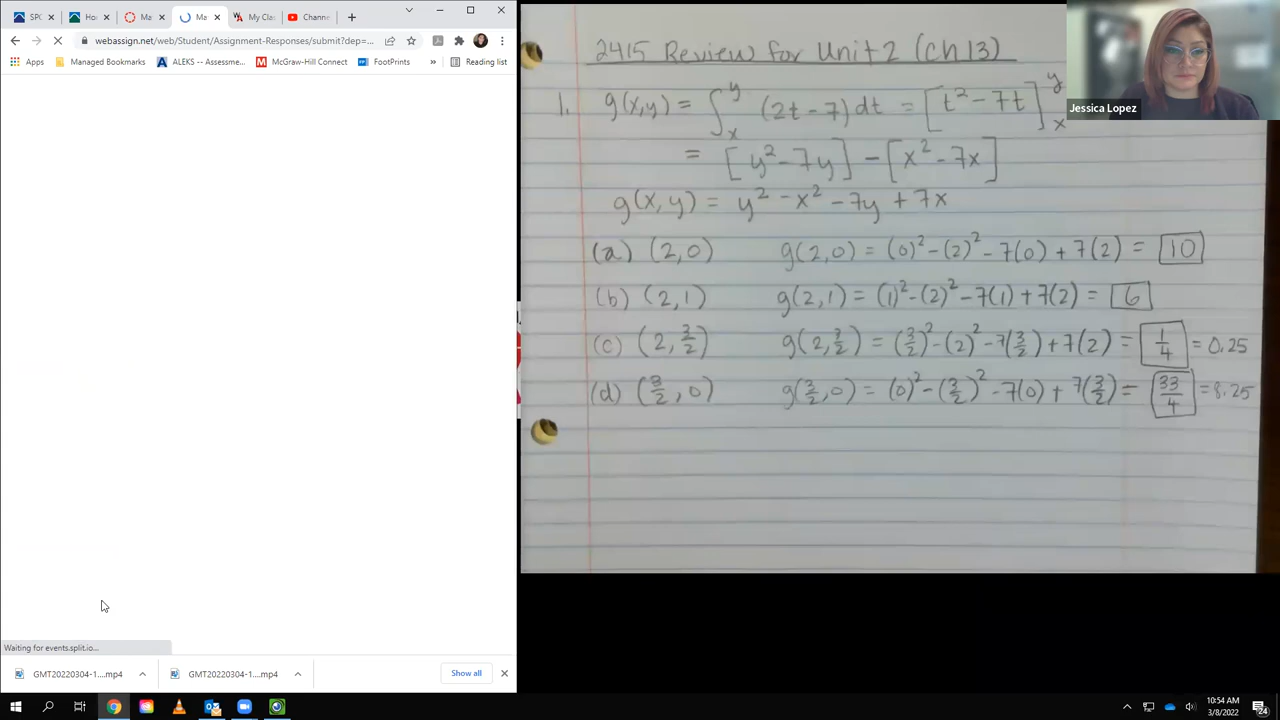 SPC
Ho
Ma
Ma
My Cla
Channe
webassign.net/web/Student/Assignment-Responses/submit?dep=...
Apps
Managed Bookmarks
ALEKS -- Assessme...
McGraw-Hill Connect
FootPrints
»
Reading list
Waiting for events.split.io...
GMT20220304-1....mp4
GMT20220304-1....mp4
Show all
2415 Review for Unit 2 (Ch 13)
1. g(x,y) = ∫_x^y (2t - 7) dt = [t² - 7t]_x^y
= [y² - 7y] - [x² - 7x]
g(x,y) = y² - x² - 7y + 7x
(a) (2,0) g(2,0) = (0)² - (2)² - 7(0) + 7(2) = 10
(b) (2,1) g(2,1) = (1)² - (2)² - 7(1) + 7(2) = 6
(c) (2, 3/2) g(2, 3/2) = (3/2)² - (2)² - 7(3/2) + 7(2) = 1/4 = 0.25
(d) (3/2, 0) g(3/2, 0) = (0)² - (3/2)² - 7(0) + 7(3/2) = 33/4 = 8.25
Jessica Lopez
10:54 AM
3/8/2022
24